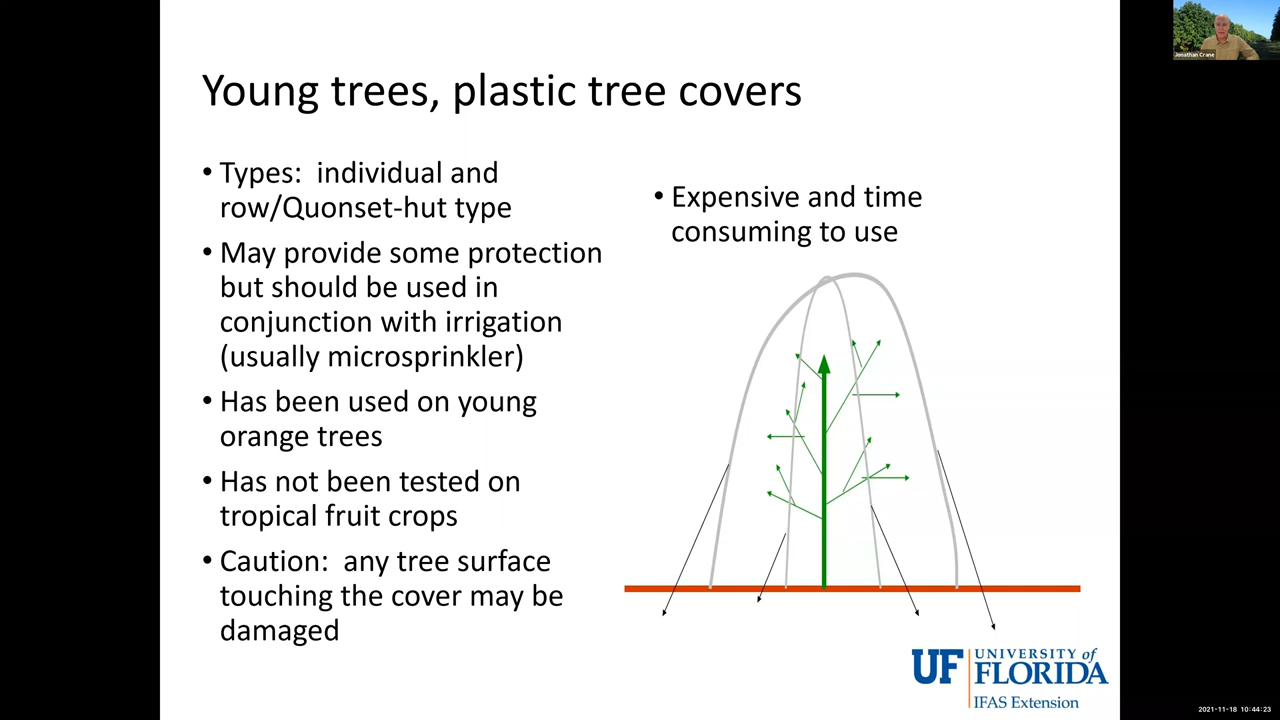 Jonathan Crane
Young trees, plastic tree covers
• Types:  individual and
row/Quonset-hut type
• May provide some protection
but should be used in
conjunction with irrigation
(usually microsprinkler)
• Has been used on young
orange trees
• Has not been tested on
tropical fruit crops
• Caution:  any tree surface
touching the cover may be
damaged
• Expensive and time
consuming to use
UF UNIVERSITY of
FLORIDA
IFAS Extension
2021-11-18 10:44:23